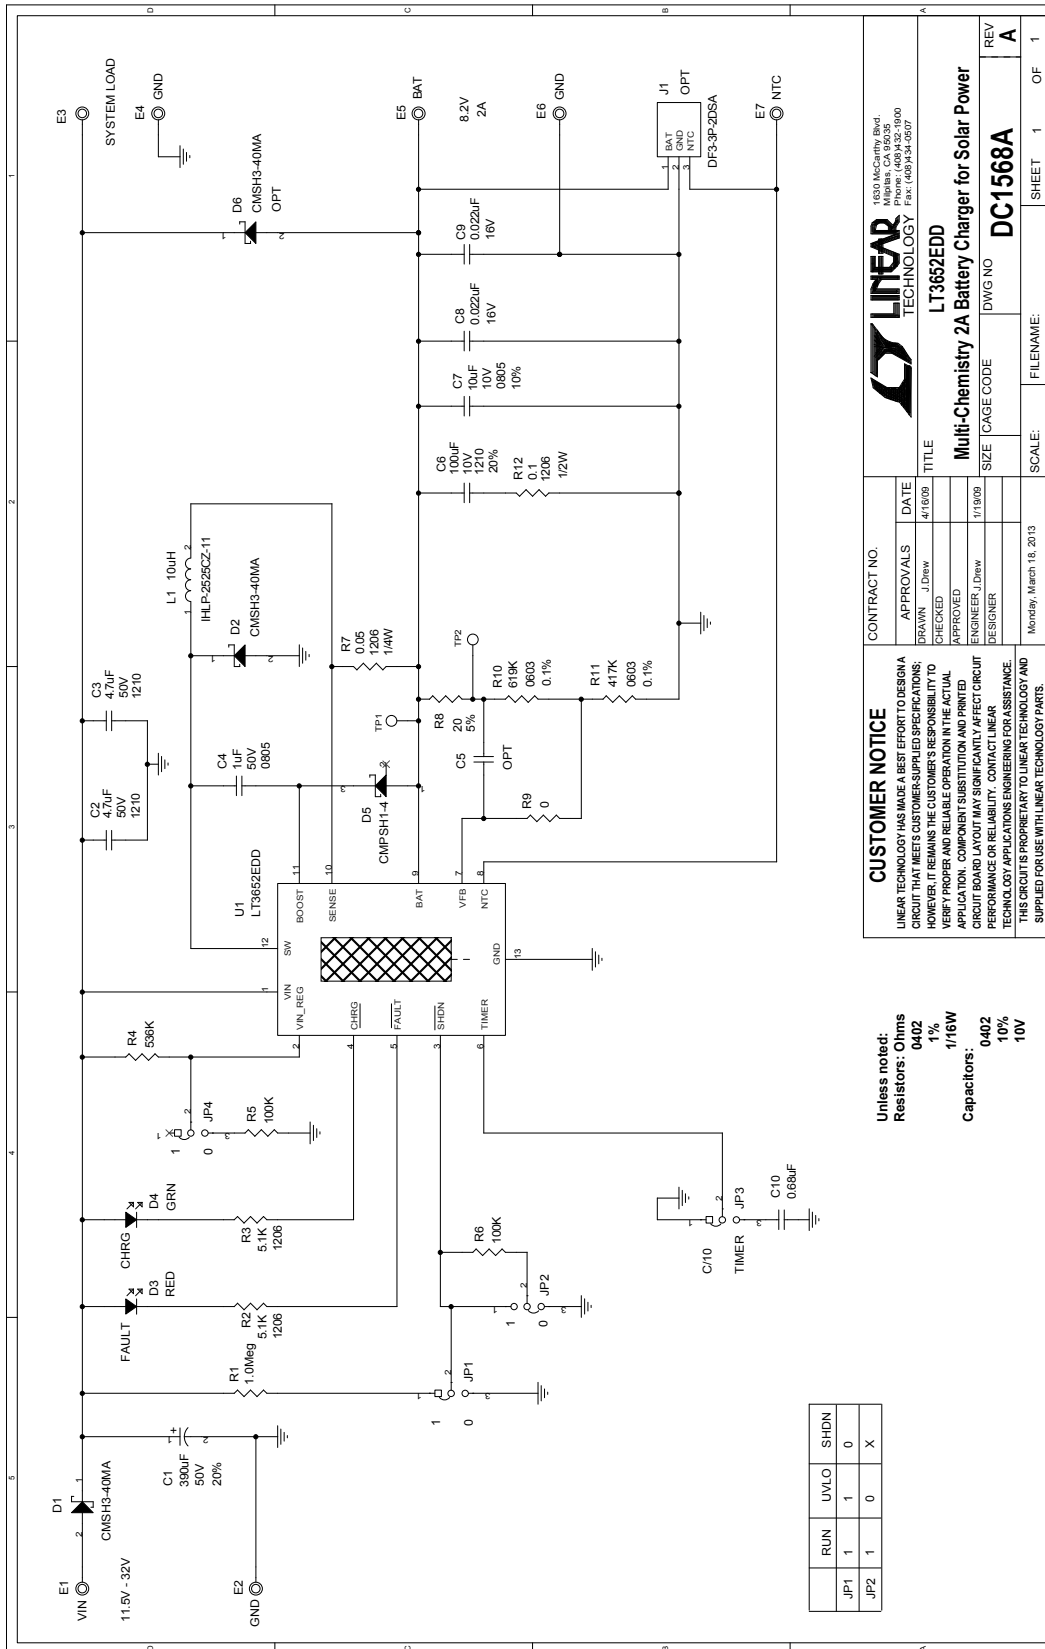 E1
VIN
11.5V - 32V
E2
GND
D1
CMSH3-40MA
C1
390uF
50V
20%
R1
1.0Meg
FAULT
D3
RED
R2
5.1K
1206
CHRG
D4
GRN
R3
5.1K
1206
JP4
R5
100K
R4
536K
JP1
JP2
R6
100K
JP3
C/10
TIMER
C10
0.68uF
U1
LT3652EDD
VIN
SW
VIN_REG
CHRG
FAULT
SHDN
TIMER
BOOST
SENSE
BAT
VFB
NTC
GND
C2
4.7uF
50V
1210
C3
4.7uF
50V
1210
C4
1uF
50V
0805
D5
CMPSH1-4
TP1
TP2
D2
CMSH3-40MA
L1 10uH
IHLP-2525CZ-11
R7
0.05
1206
1/4W
R8
20
5%
C5
OPT
R9
0
R10
619K
0603
0.1%
R11
417K
0603
0.1%
C6
100uF
10V
1210
20%
R12
0.1
1206
1/2W
C7
10uF
10V
0805
10%
C8
0.022uF
16V
C9
0.022uF
16V
D6
CMSH3-40MA
OPT
E3
SYSTEM LOAD
E4 GND
E5 BAT
8.2V
2A
E6 GND
J1
OPT
BAT
GND
NTC
DF3-3P-2DSA
E7 NTC
RUN UVLO SHDN
JP1 1 1 0
JP2 1 0 X
Unless noted:
Resistors: Ohms
0402
1%
1/16W
Capacitors:
0402
10%
10V
CUSTOMER NOTICE
LINEAR TECHNOLOGY HAS MADE A BEST EFFORT TO DESIGN A
CIRCUIT THAT MEETS CUSTOMER-SUPPLIED SPECIFICATIONS;
HOWEVER, IT REMAINS THE CUSTOMER'S RESPONSIBILITY TO
VERIFY PROPER AND RELIABLE OPERATION IN THE ACTUAL
APPLICATION. COMPONENT SUBSTITUTION AND PRINTED
CIRCUIT BOARD LAYOUT MAY SIGNIFICANTLY AFFECT CIRCUIT
PERFORMANCE OR RELIABILITY. CONTACT LINEAR
TECHNOLOGY APPLICATIONS ENGINEERING FOR ASSISTANCE.
THIS CIRCUIT IS PROPRIETARY TO LINEAR TECHNOLOGY AND
SUPPLIED FOR USE WITH LINEAR TECHNOLOGY PARTS.
CONTRACT NO.
APPROVALS DATE
DRAWN J.Drew 4/16/09
CHECKED
APPROVED
ENGINEER J.Drew 1/19/09
DESIGNER
Monday, March 18, 2013
LINEAR
TECHNOLOGY
1630 McCarthy Blvd.
Milpitas, CA 95035
Phone: (408)432-1900
Fax: (408)434-0507
TITLE
LT3652EDD
Multi-Chemistry 2A Battery Charger for Solar Power
SIZE
CAGE CODE
DWG NO
DC1568A
REV
A
SCALE:
FILENAME:
SHEET 1 OF 1